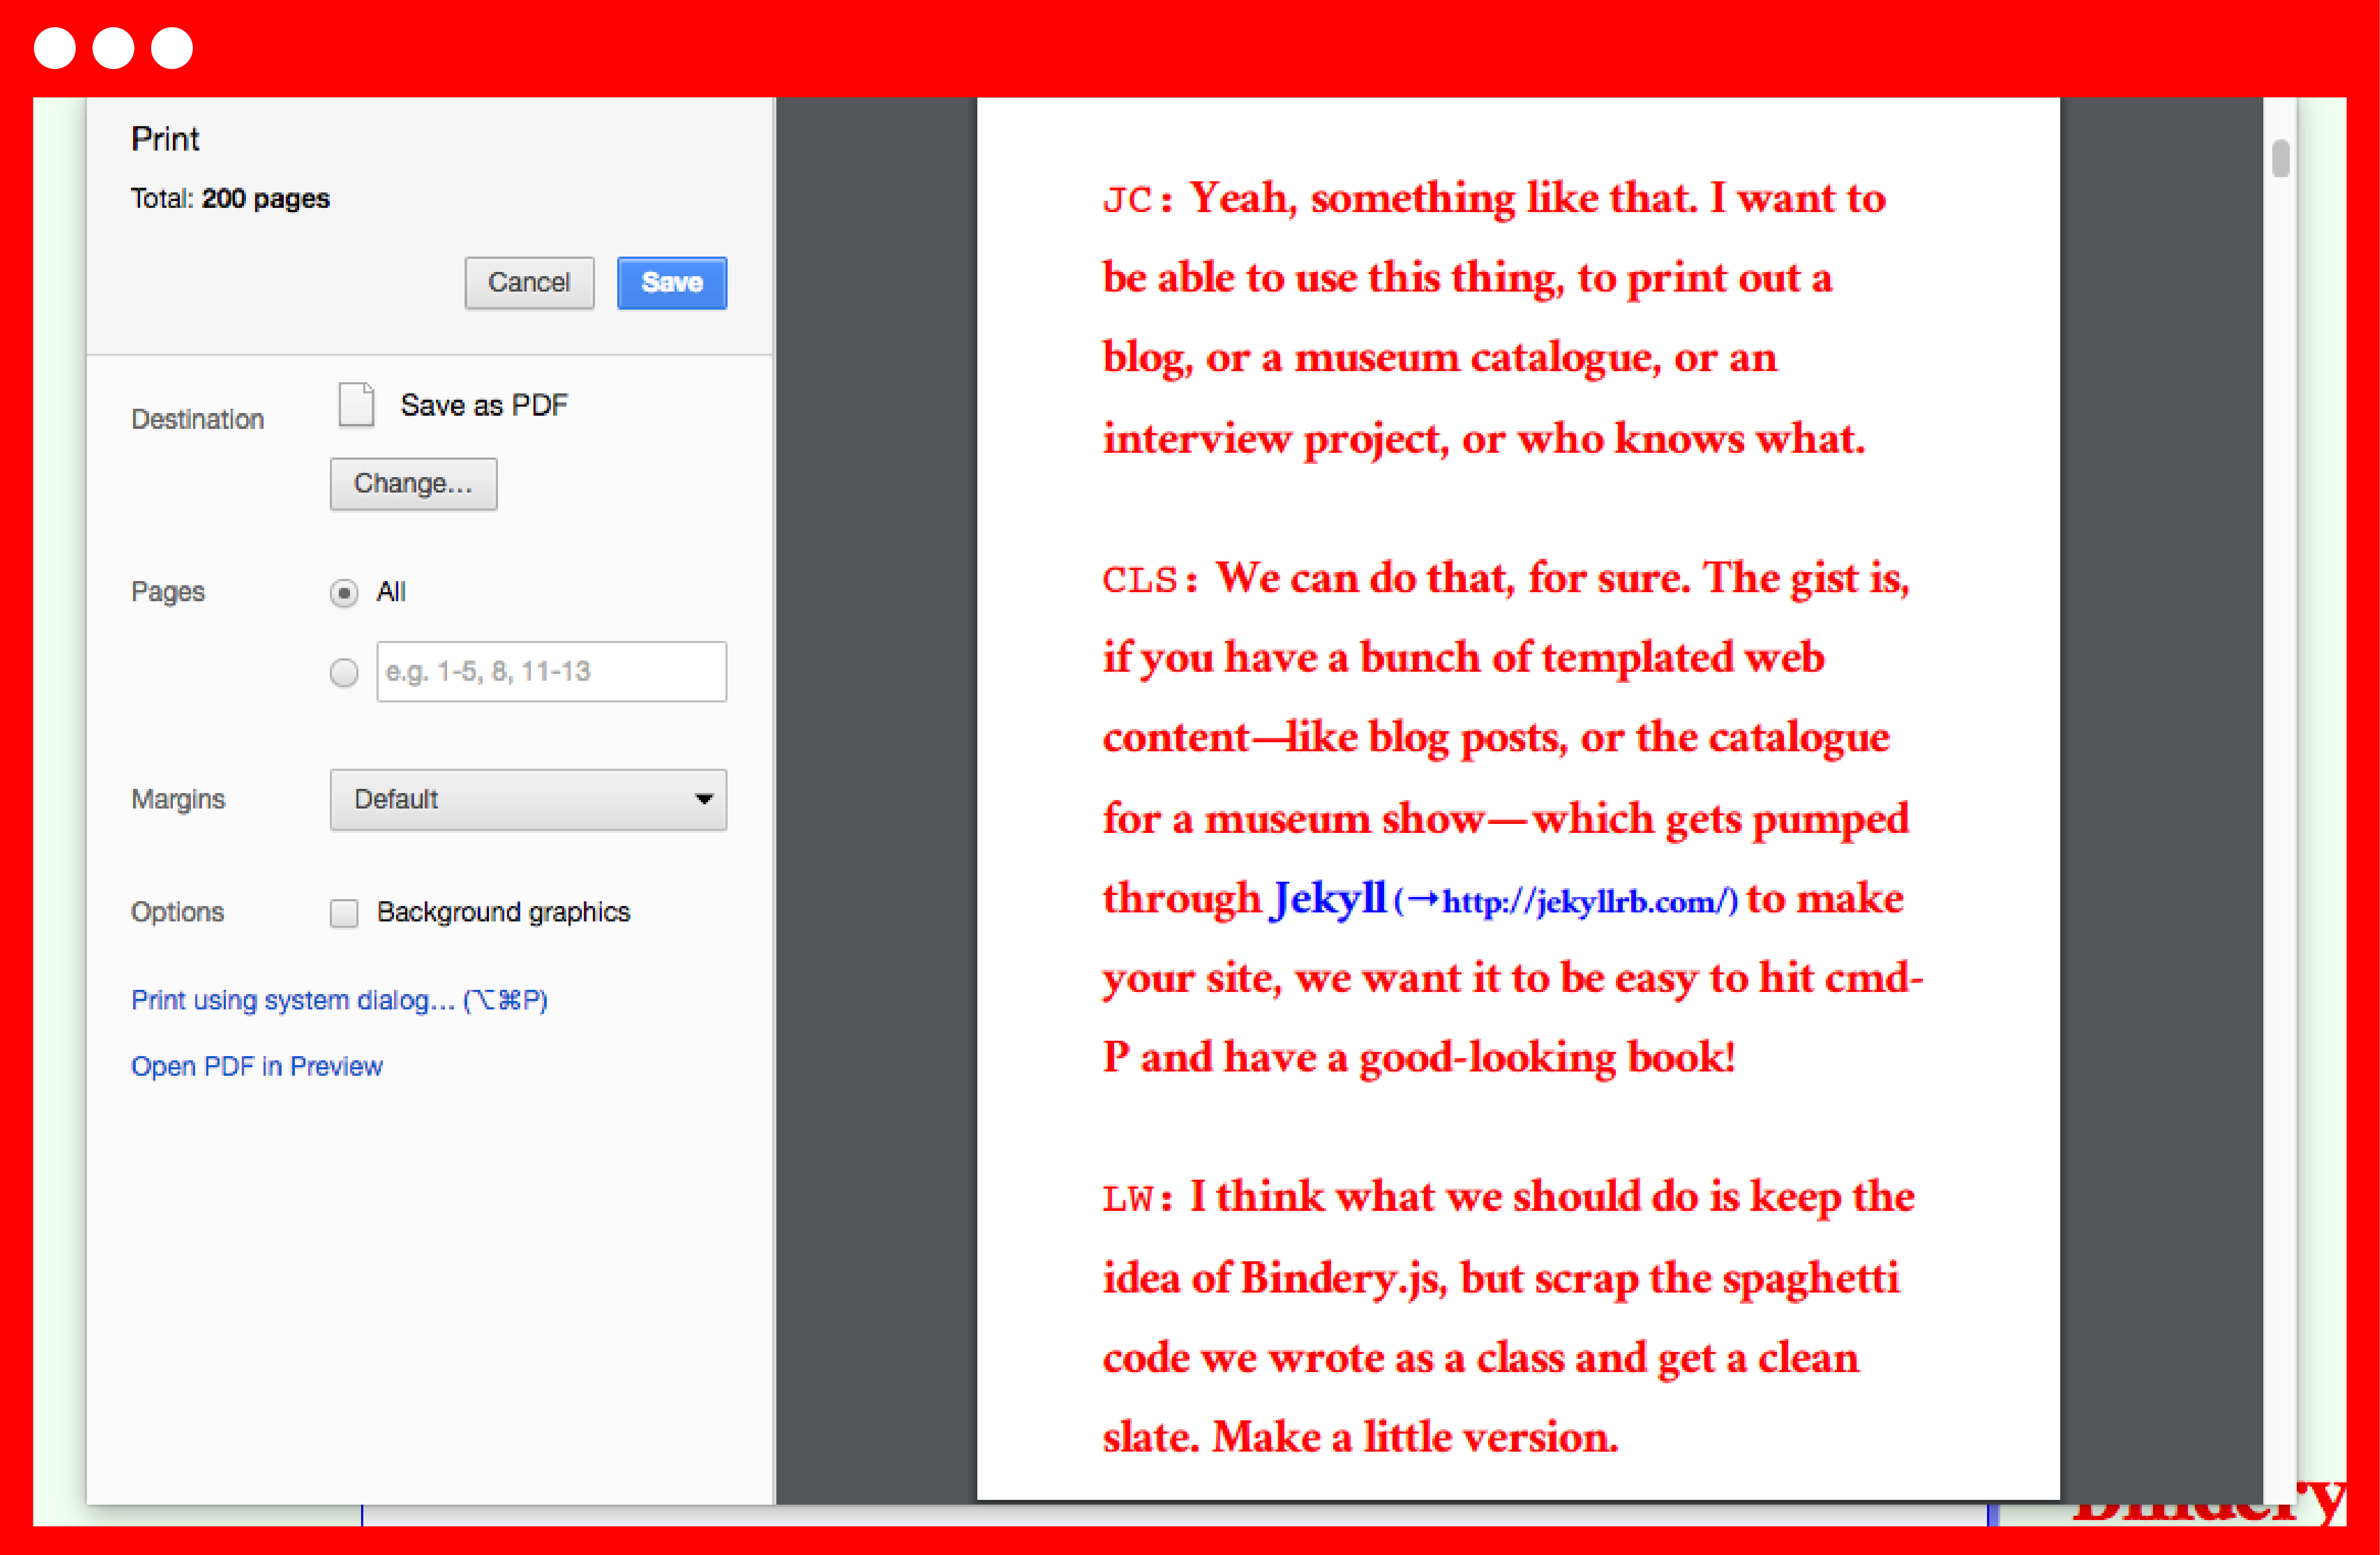 Print
Total: 200 pages
Cancel Save
Destination Save as PDF
Change...
Pages All
e.g. 1-5, 8, 11-13
Margins Default
Options Background graphics
Print using system dialog... (⌥⌘P)
Open PDF in Preview
JC: Yeah, something like that. I want to
be able to use this thing, to print out a
blog, or a museum catalogue, or an
interview project, or who knows what.
CLS: We can do that, for sure. The gist is,
if you have a bunch of templated web
content—like blog posts, or the catalogue
for a museum show—which gets pumped
through Jekyll (→http://jekyllrb.com/) to make
your site, we want it to be easy to hit cmd-
P and have a good-looking book!
LW: I think what we should do is keep the
idea of Bindery.js, but scrap the spaghetti
code we wrote as a class and get a clean
slate. Make a little version.
Bindery